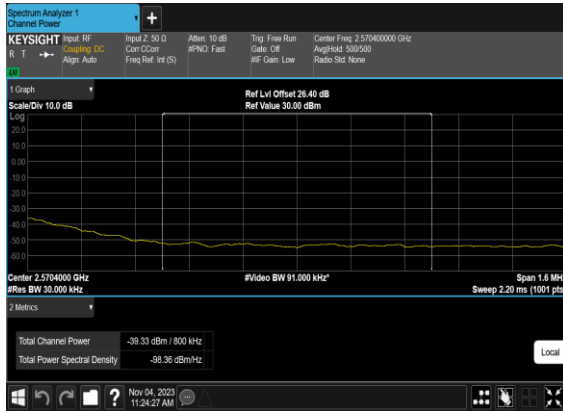 Spectrum Analyzer 1
Channel Power
+
KEYSIGHT
R T
LXI
Input: RF
Coupling: DC
Align: Auto
Input Z: 50 Ω
Corr CCorr
Freq Ref: Int (S)
Atten: 10 dB
#PNO: Fast
Trig: Free Run
Gate: Off
#IF Gain: Low
Center Freq: 2.570400000 GHz
Avg|Hold: 500/500
Radio Std: None
1 Graph
Scale/Div 10.0 dB
Ref Lvl Offset 26.40 dB
Ref Value 30.00 dBm
Log
20.0
10.0
0.00
-10.0
-20.0
-30.0
-40.0
-50.0
-60.0
Center 2.5704000 GHz
#Res BW 30.000 kHz
#Video BW 91.000 kHz*
Span 1.6 MH
Sweep 2.20 ms (1001 pts
2 Metrics
Total Channel Power -39.33 dBm / 800 kHz
Total Power Spectral Density -98.36 dBm/Hz
Local
?
Nov 04, 2023
11:24:27 AM